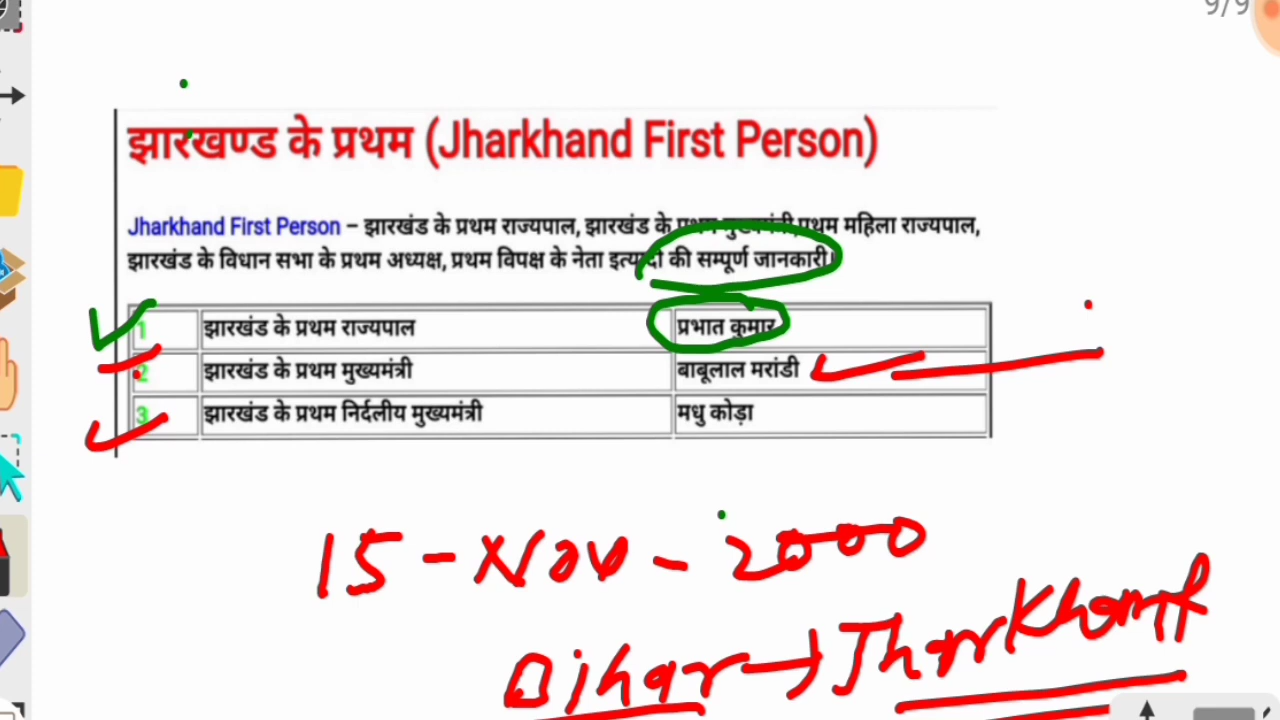 9/9
झारखण्ड के प्रथम (Jharkhand First Person)
Jharkhand First Person – झारखंड के प्रथम राज्यपाल, झारखंड के प्रथम मुख्यमंत्री,प्रथम महिला राज्यपाल,
झारखंड के विधान सभा के प्रथम अध्यक्ष, प्रथम विपक्ष के नेता इत्यादी की सम्पूर्ण जानकारी।
1 झारखंड के प्रथम राज्यपाल प्रभात कुमार
2 झारखंड के प्रथम मुख्यमंत्री बाबूलाल मरांडी
3 झारखंड के प्रथम निर्दलीय मुख्यमंत्री मधु कोड़ा
15 - Nov - 2000
Bihar → Jharkhand